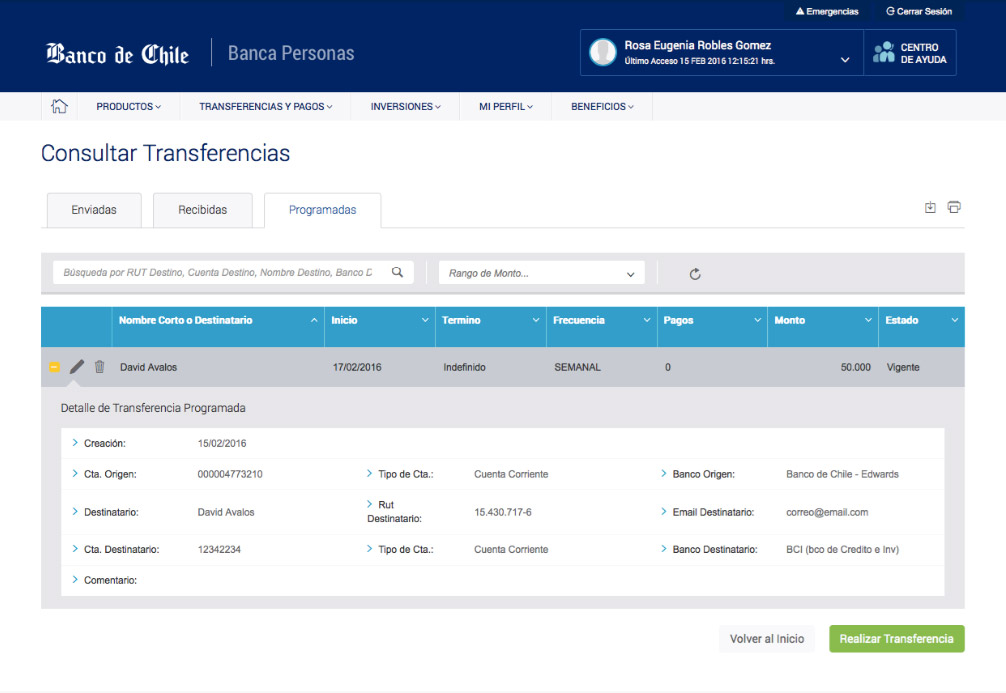 Emergencias Cerrar Sesión
Banco de Chile Banca Personas
Rosa Eugenia Robles Gomez
Último Acceso 15 FEB 2016 12:15:21 hrs.
CENTRO
DE AYUDA
PRODUCTOS TRANSFERENCIAS Y PAGOS INVERSIONES MI PERFIL BENEFICIOS
Consultar Transferencias
Enviadas Recibidas Programadas
Búsqueda por RUT Destino, Cuenta Destino, Nombre Destino, Banco D Rango de Monto...
Nombre Corto o Destinatario Inicio Termino Frecuencia Pagos Monto Estado
David Avalos 17/02/2016 Indefinido SEMANAL 0 50.000 Vigente
Detalle de Transferencia Programada
Creación: 15/02/2016
Cta. Origen: 000004773210 Tipo de Cta.: Cuenta Corriente Banco Origen: Banco de Chile - Edwards
Destinatario: David Avalos Rut Destinatario: 15.430.717-6 Email Destinatario: correo@email.com
Cta. Destinatario: 12342234 Tipo de Cta.: Cuenta Corriente Banco Destinatario: BCI (bco de Credito e Inv)
Comentario:
Volver al Inicio Realizar Transferencia